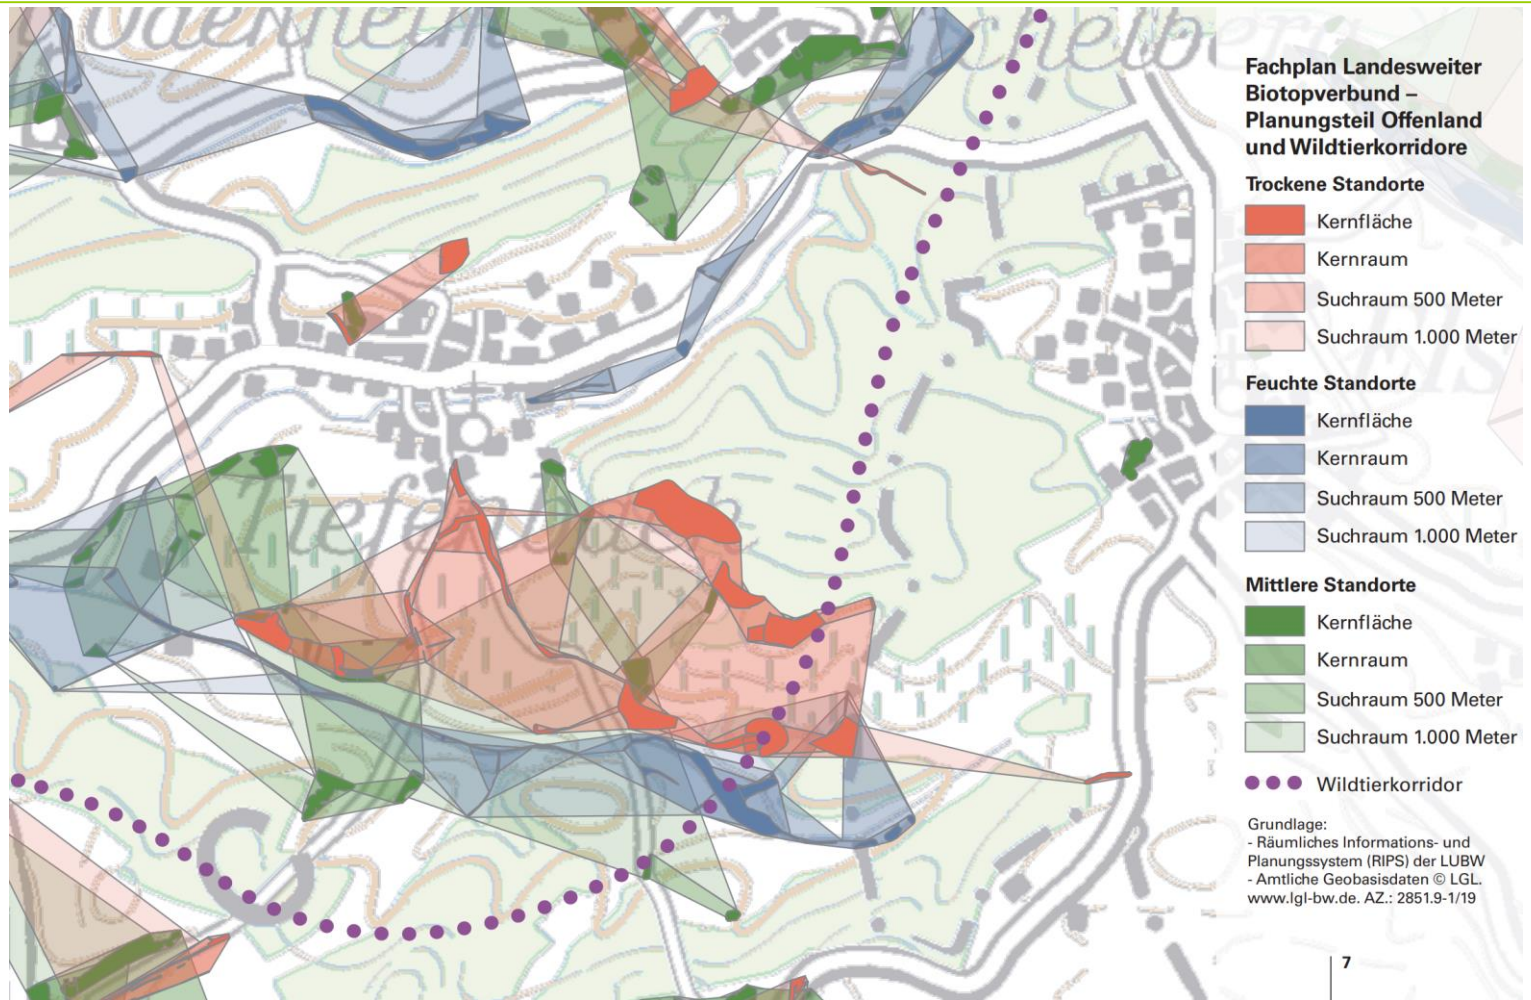 Tiefenbach
Fachplan Landesweiter
Biotopverbund –
Planungsteil Offenland
und Wildtierkorridore
Trockene Standorte
Kernfläche
Kernraum
Suchraum 500 Meter
Suchraum 1.000 Meter
Feuchte Standorte
Kernfläche
Kernraum
Suchraum 500 Meter
Suchraum 1.000 Meter
Mittlere Standorte
Kernfläche
Kernraum
Suchraum 500 Meter
Suchraum 1.000 Meter
Wildtierkorridor
Grundlage:
- Räumliches Informations- und
Planungssystem (RIPS) der LUBW
- Amtliche Geobasisdaten © LGL.
www.lgl-bw.de. AZ.: 2851.9-1/19
7